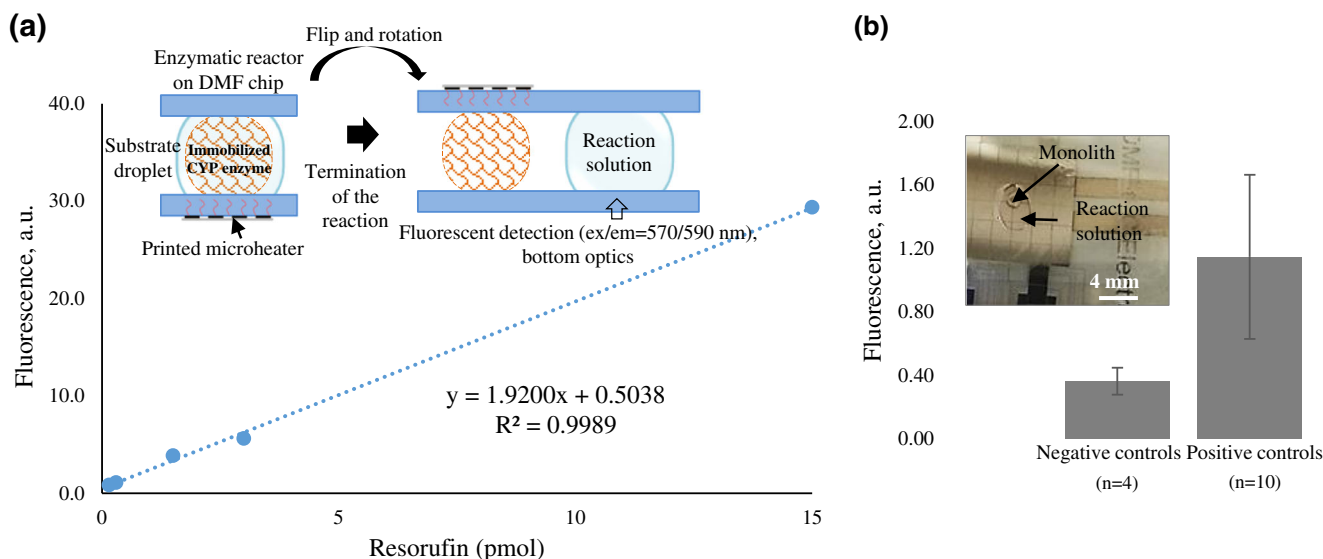 (a)
Flip and rotation
Enzymatic reactor
on DMF chip
Substrate
droplet
Immobilized
CYP enzyme
Printed microheater
Termination
of the
reaction
Reaction
solution
Fluorescent detection (ex/em=570/590 nm),
bottom optics
Fluorescence, a.u.
40.0
30.0
20.0
10.0
0.0
y = 1.9200x + 0.5038
R² = 0.9989
0
5
10
15
Resorufin (pmol)
(b)
Fluorescence, a.u.
2.00
1.60
1.20
0.80
0.40
0.00
Monolith
Reaction
solution
4 mm
Negative controls
(n=4)
Positive controls
(n=10)